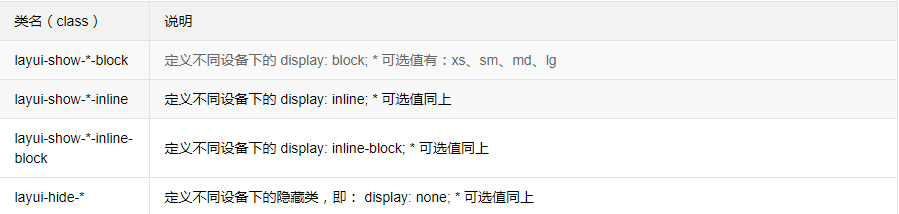 类名（class） 说明
layui-show-*-block 定义不同设备下的 display: block; * 可选值有：xs、sm、md、lg
layui-show-*-inline 定义不同设备下的 display: inline; * 可选值同上
layui-show-*-inline-
block 定义不同设备下的 display: inline-block; * 可选值同上
layui-hide-* 定义不同设备下的隐藏类，即： display: none; * 可选值同上